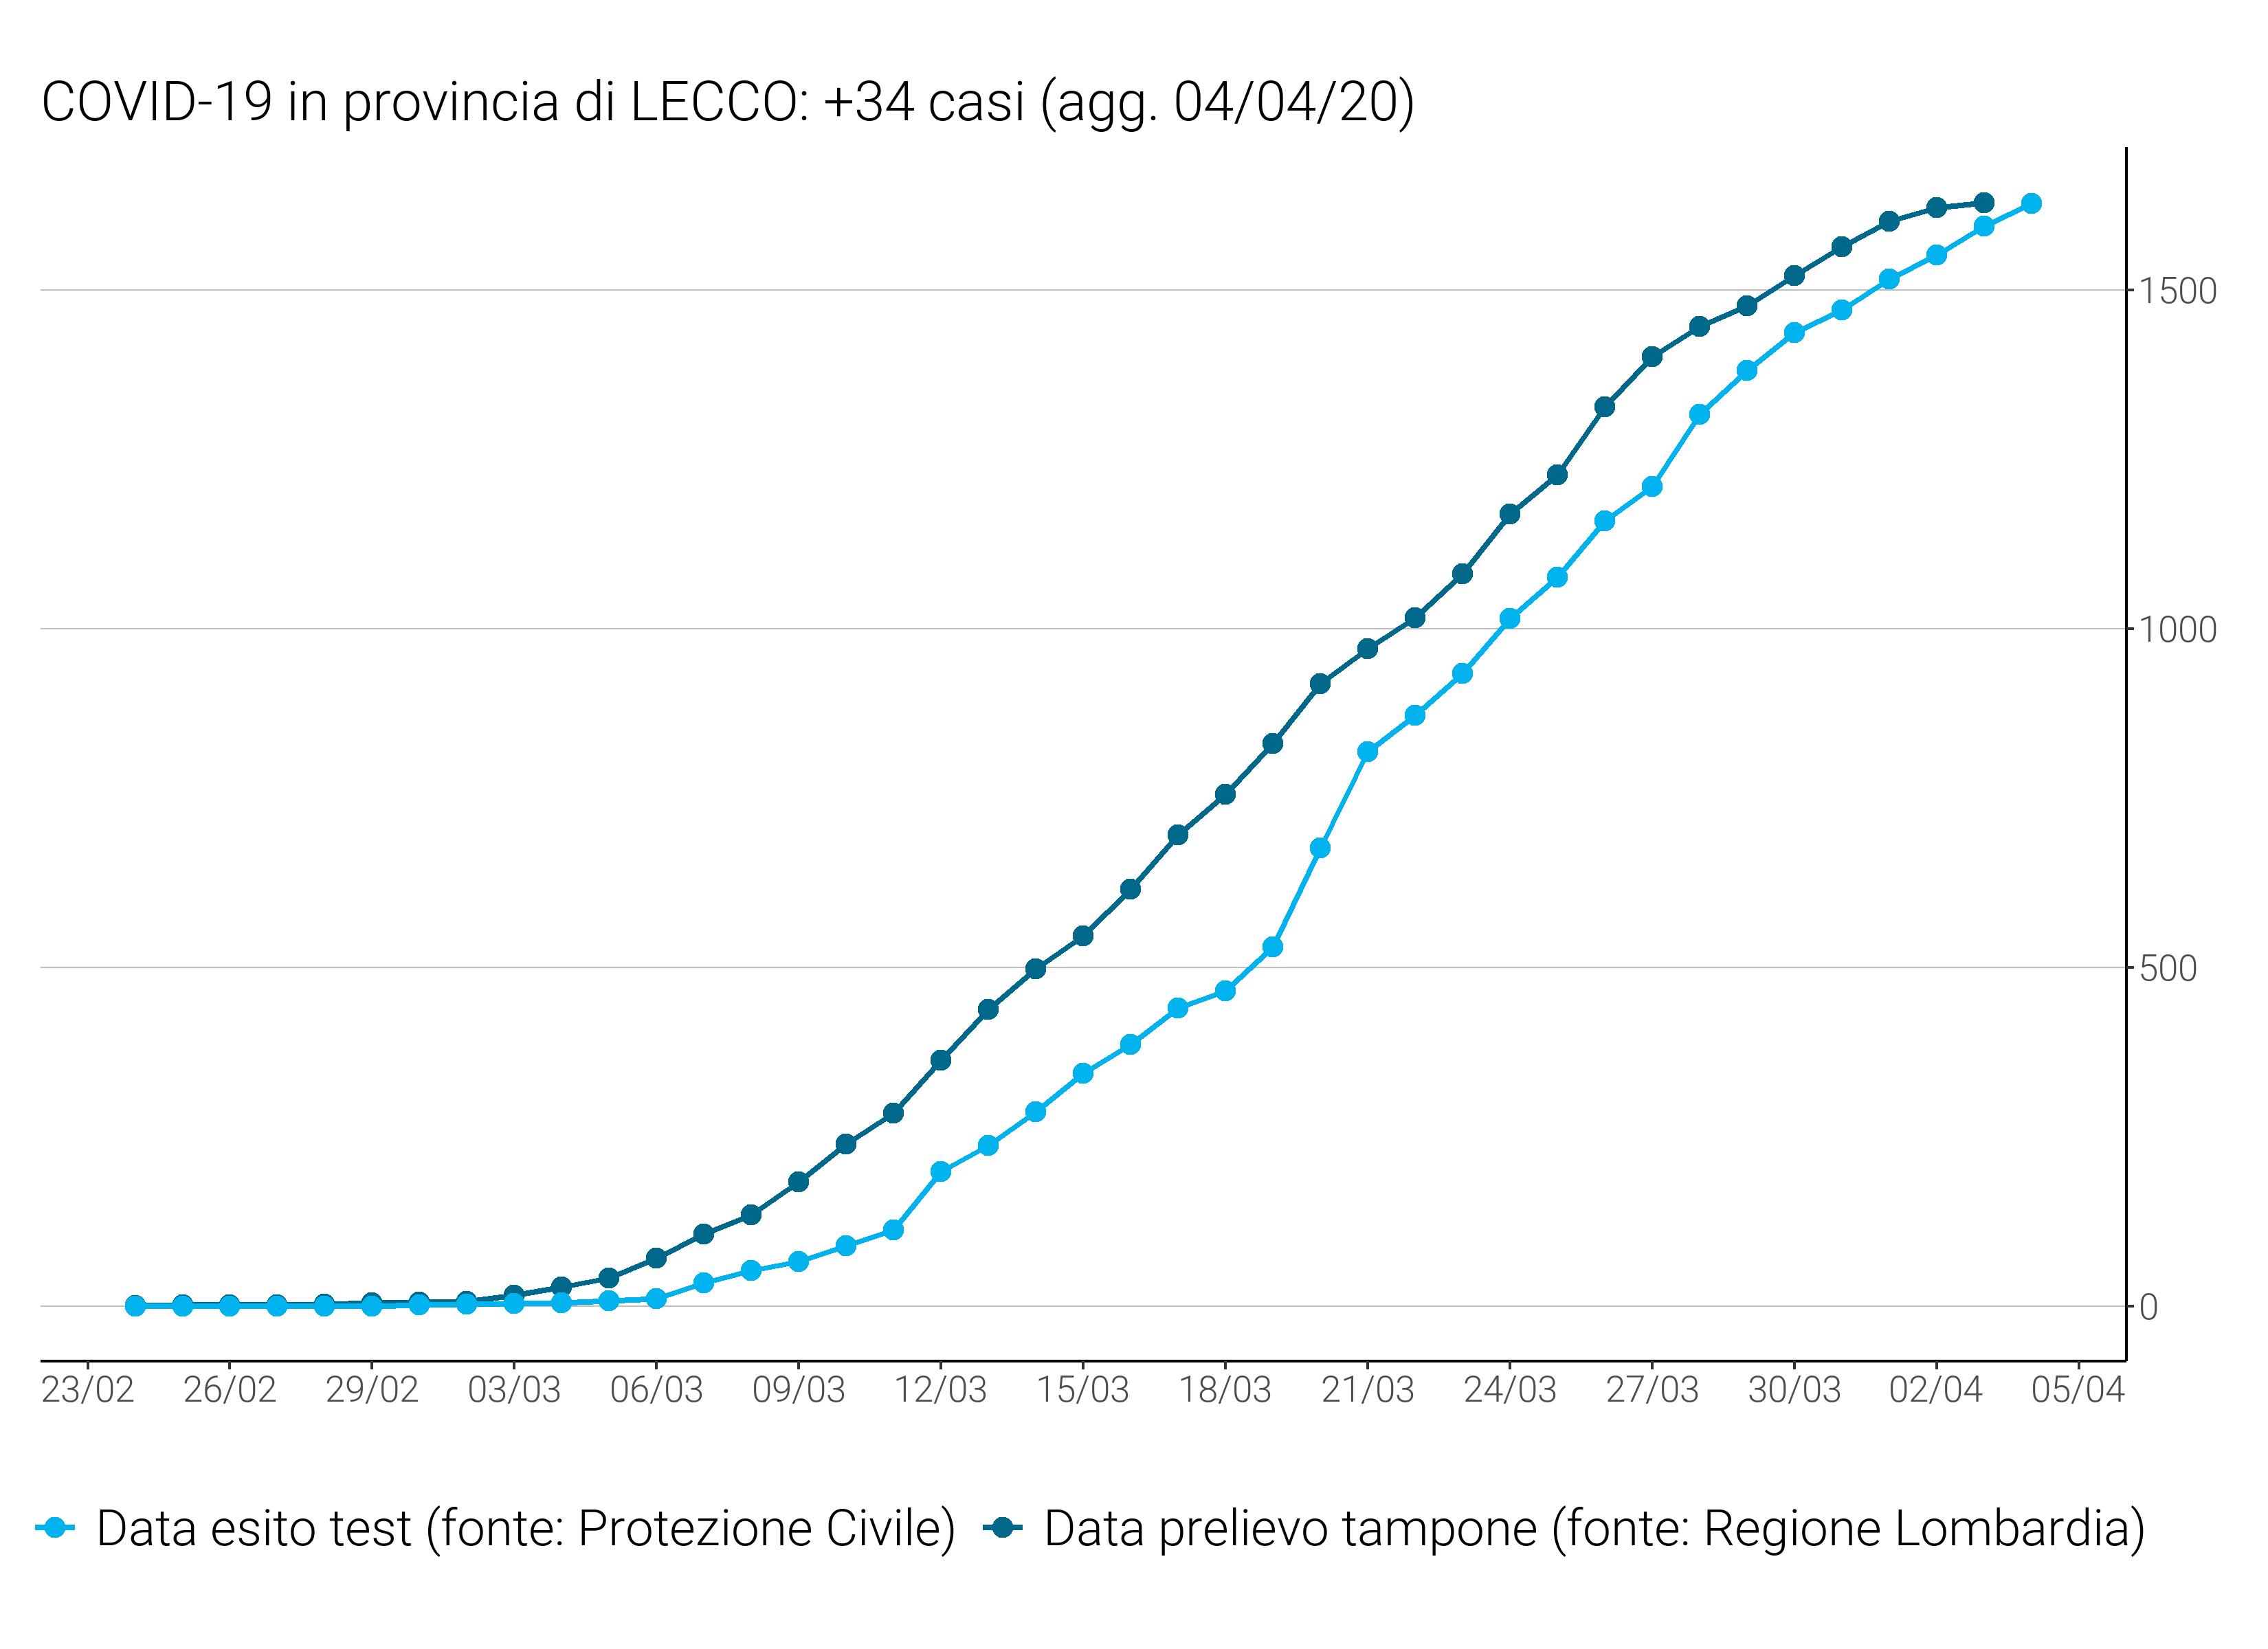 COVID-19 in provincia di LECCO: +34 casi (agg. 04/04/20)
1500
1000
500
0
23/02 26/02 29/02 03/03 06/03 09/03 12/03 15/03 18/03 21/03 24/03 27/03 30/03 02/04 05/04
Data esito test (fonte: Protezione Civile) Data prelievo tampone (fonte: Regione Lombardia)